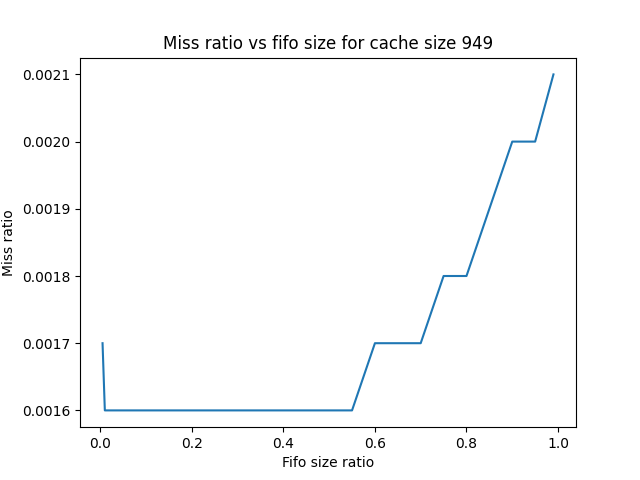 Miss ratio vs fifo size for cache size 949
0.0021
0.0020
0.0019
0.0018
0.0017
0.0016
Miss ratio
0.0 0.2 0.4 0.6 0.8 1.0
Fifo size ratio